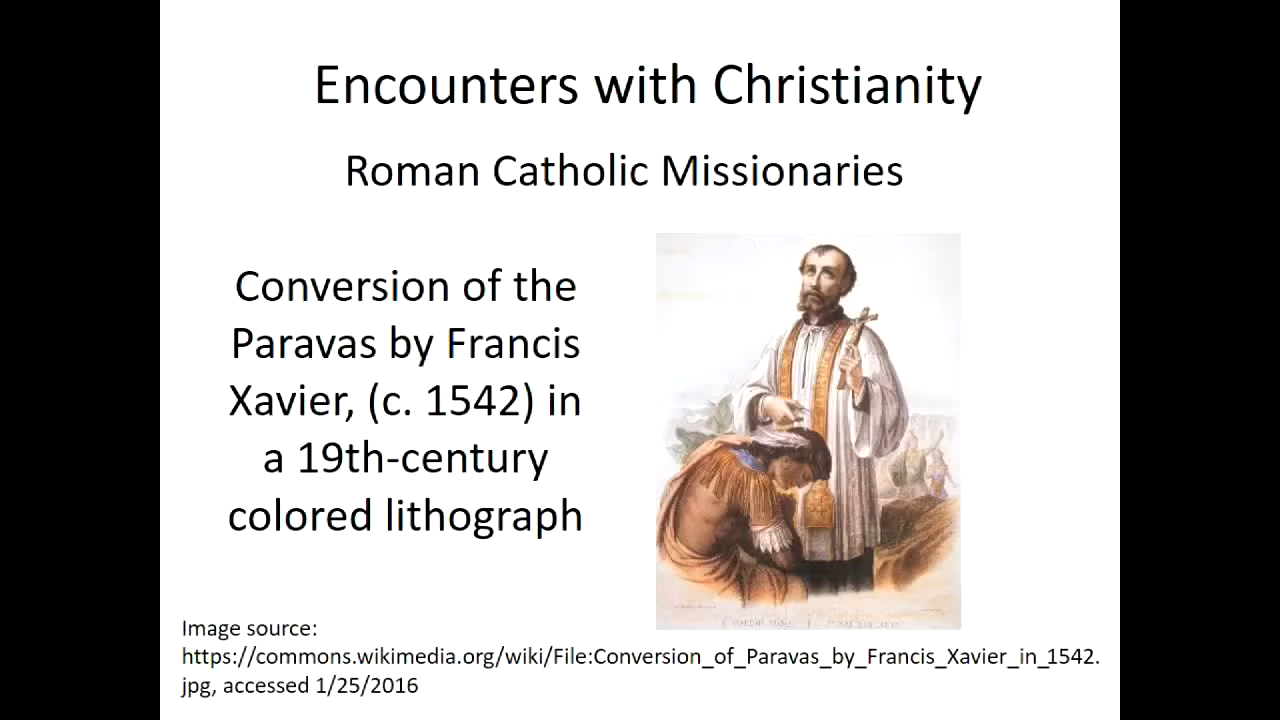 Encounters with Christianity
Roman Catholic Missionaries
Conversion of the
Paravas by Francis
Xavier, (c. 1542) in
a 19th-century
colored lithograph
Image source:
https://commons.wikimedia.org/wiki/File:Conversion_of_Paravas_by_Francis_Xavier_in_1542.
jpg, accessed 1/25/2016